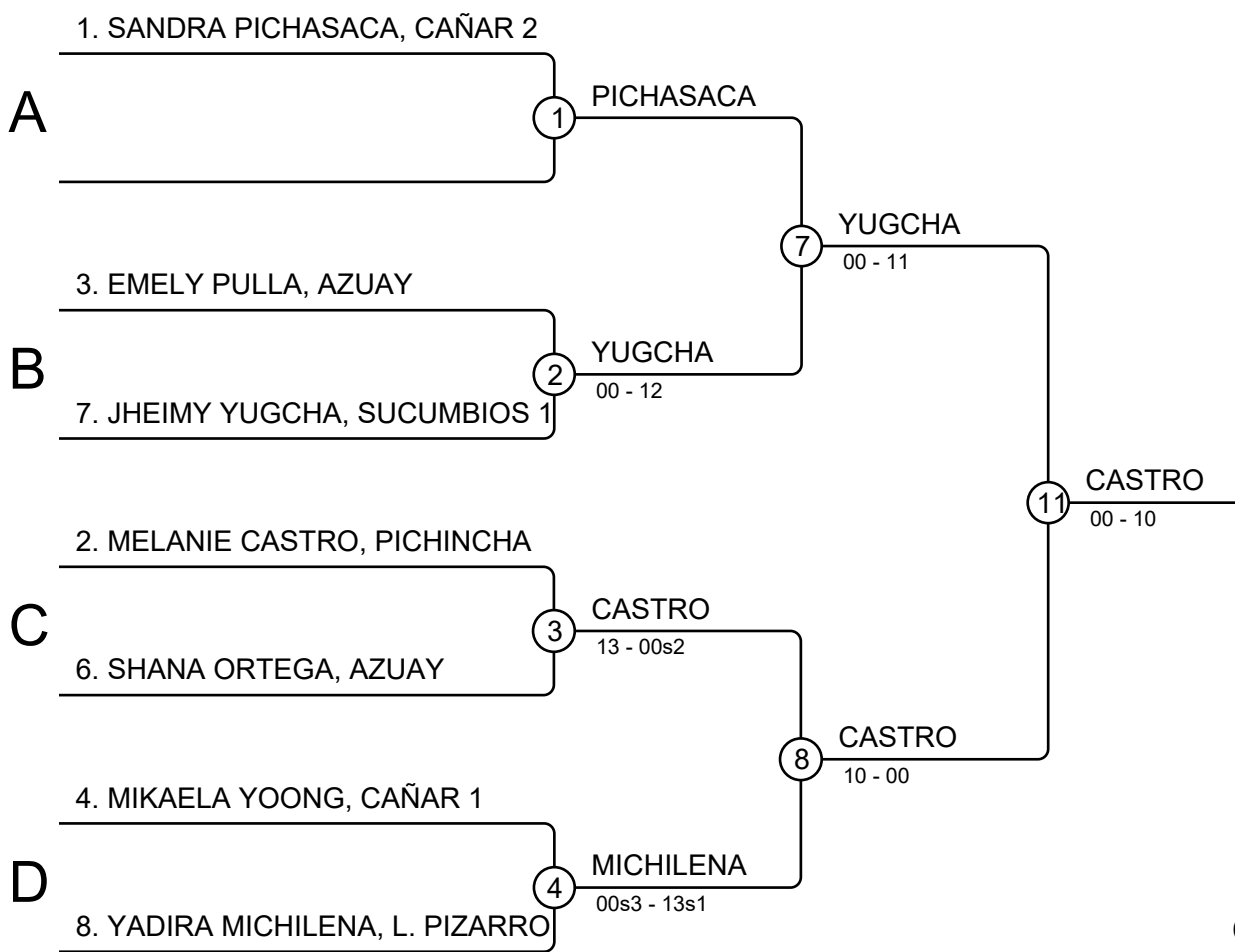 1. SANDRA PICHASACA, CAÑAR 2
A
1
PICHASACA
7
YUGCHA
00 - 11
3. EMELY PULLA, AZUAY
B
2
YUGCHA
00 - 12
7. JHEIMY YUGCHA, SUCUMBIOS 1
11
CASTRO
00 - 10
2. MELANIE CASTRO, PICHINCHA
C
3
CASTRO
13 - 00s2
6. SHANA ORTEGA, AZUAY
8
CASTRO
10 - 00
4. MIKAELA YOONG, CAÑAR 1
D
4
MICHILENA
00s3 - 13s1
8. YADIRA MICHILENA, L. PIZARRO